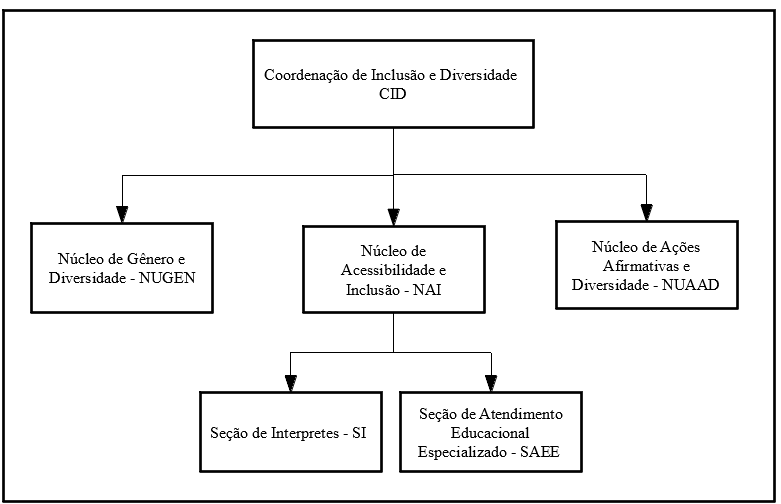 Coordenação de Inclusão e Diversidade
CID
Núcleo de Gênero e
Diversidade - NUGEN
Núcleo de
Acessibilidade e
Inclusão - NAI
Núcleo de Ações
Afirmativas e
Diversidade - NUAAD
Seção de Interpretes - SI
Seção de Atendimento
Educacional
Especializado - SAEE